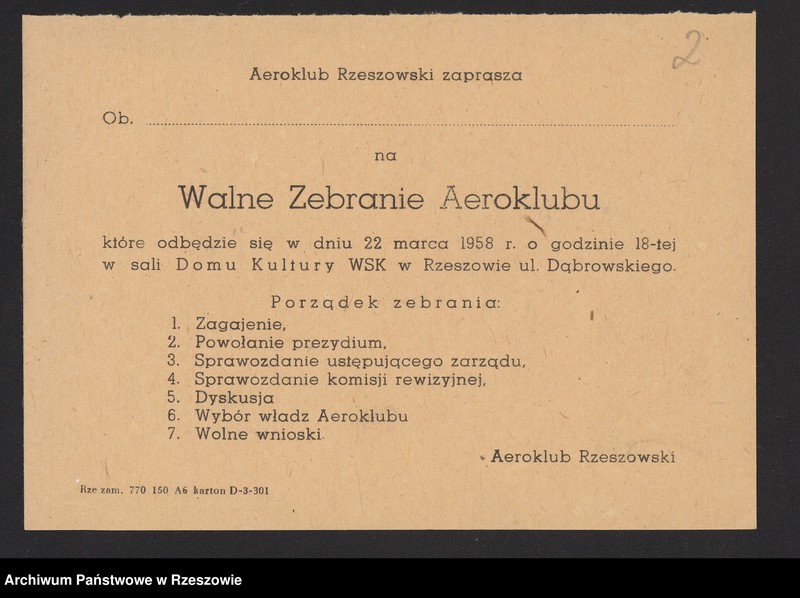 2
Aeroklub Rzeszowski zaprasza
Ob. ........................................
na
Walne Zebranie Aeroklubu
które odbędzie się w dniu 22 marca 1958 r. o godzinie 18-tej
w sali Domu Kultury WSK w Rzeszowie ul. Dąbrowskiego.
Porządek zebrania:
1. Zagajenie,
2. Powołanie prezydium,
3. Sprawozdanie ustępującego zarządu,
4. Sprawozdanie komisji rewizyjnej,
5. Dyskusja
6. Wybór władz Aeroklubu
7. Wolne wnioski.
Aeroklub Rzeszowski
Rze zam. 770 150 A6 karton D-3-301
Archiwum Państwowe w Rzeszowie